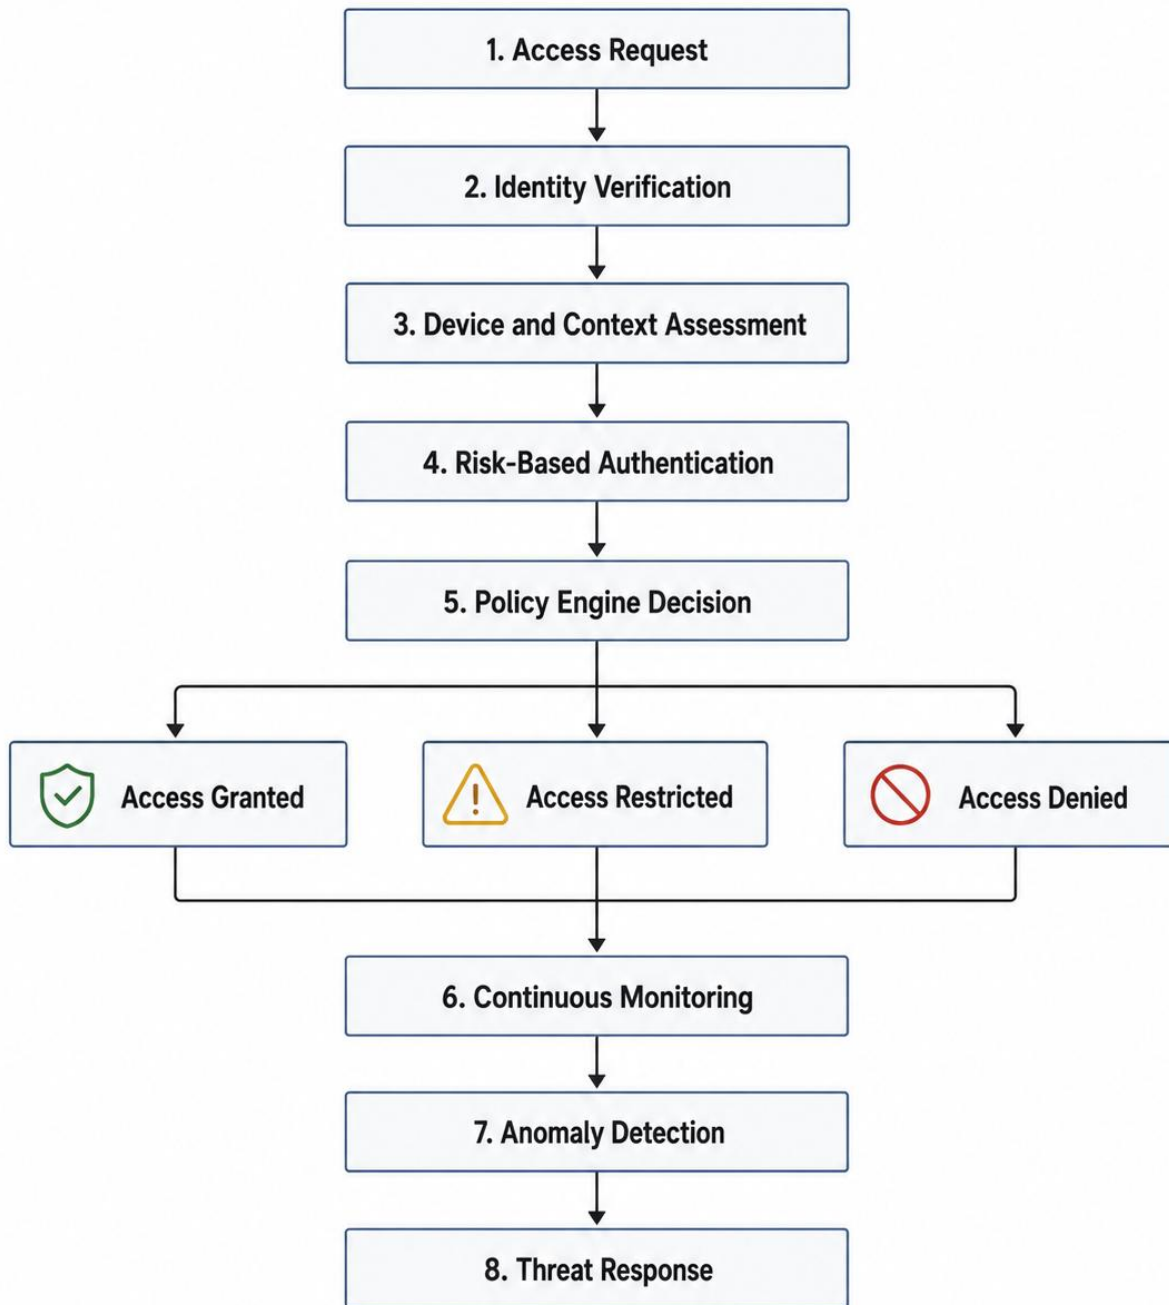 1. Access Request
2. Identity Verification
3. Device and Context Assessment
4. Risk-Based Authentication
5. Policy Engine Decision
Access Granted
Access Restricted
Access Denied
6. Continuous Monitoring
7. Anomaly Detection
8. Threat Response